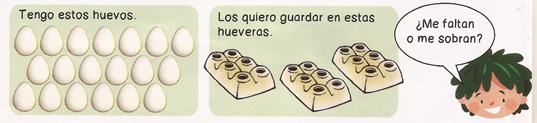 Tengo estos huevos.
Los quiero guardar en estas
hueveras.
¿Me faltan
o me sobran?